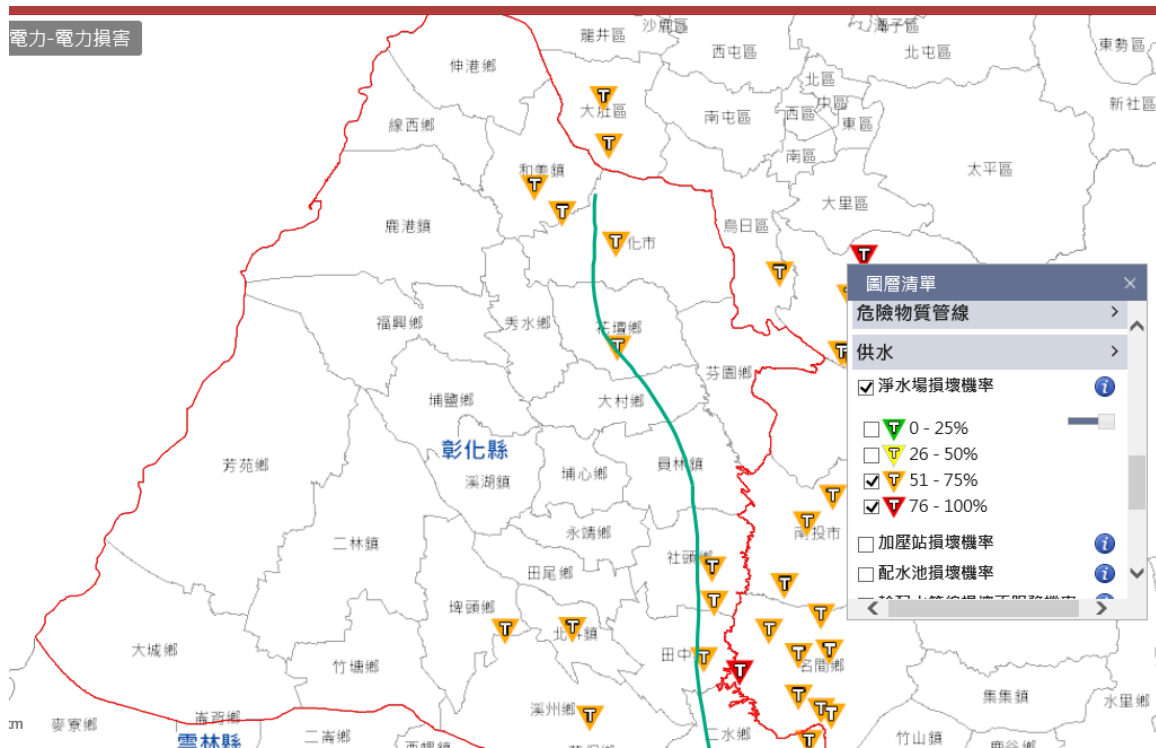 電力-電力損害
沙鹿區
龍井區
潭子區
西屯區
北屯區
東勢區
伸港鄉
北區
大肚區
南屯區
西區
中區
東區
新社區
線西鄉
南區
和美鎮
太平區
大里區
鹿港鎮
烏日區
化市
圖層清單
危險物質管線
供水
淨水場損壞機率
0 - 25%
26 - 50%
51 - 75%
76 - 100%
加壓站損壞機率
配水池損壞機率
福興鄉
秀水鄉
花壇鄉
芬園鄉
埔鹽鄉
大村鄉
彰化縣
芳苑鄉
溪湖鎮
埔心鄉
員林鎮
永靖鄉
南投市
二林鎮
社頭鄉
田尾鄉
埤頭鄉
北斗鎮
大城鄉
竹塘鄉
田中
名間鄉
集集鎮
水里鄉
溪州鄉
km
麥寮鄉
崙背鄉
雲林縣
二崙鄉
西螺鎮
二水鄉
竹山鎮
鹿谷鄉